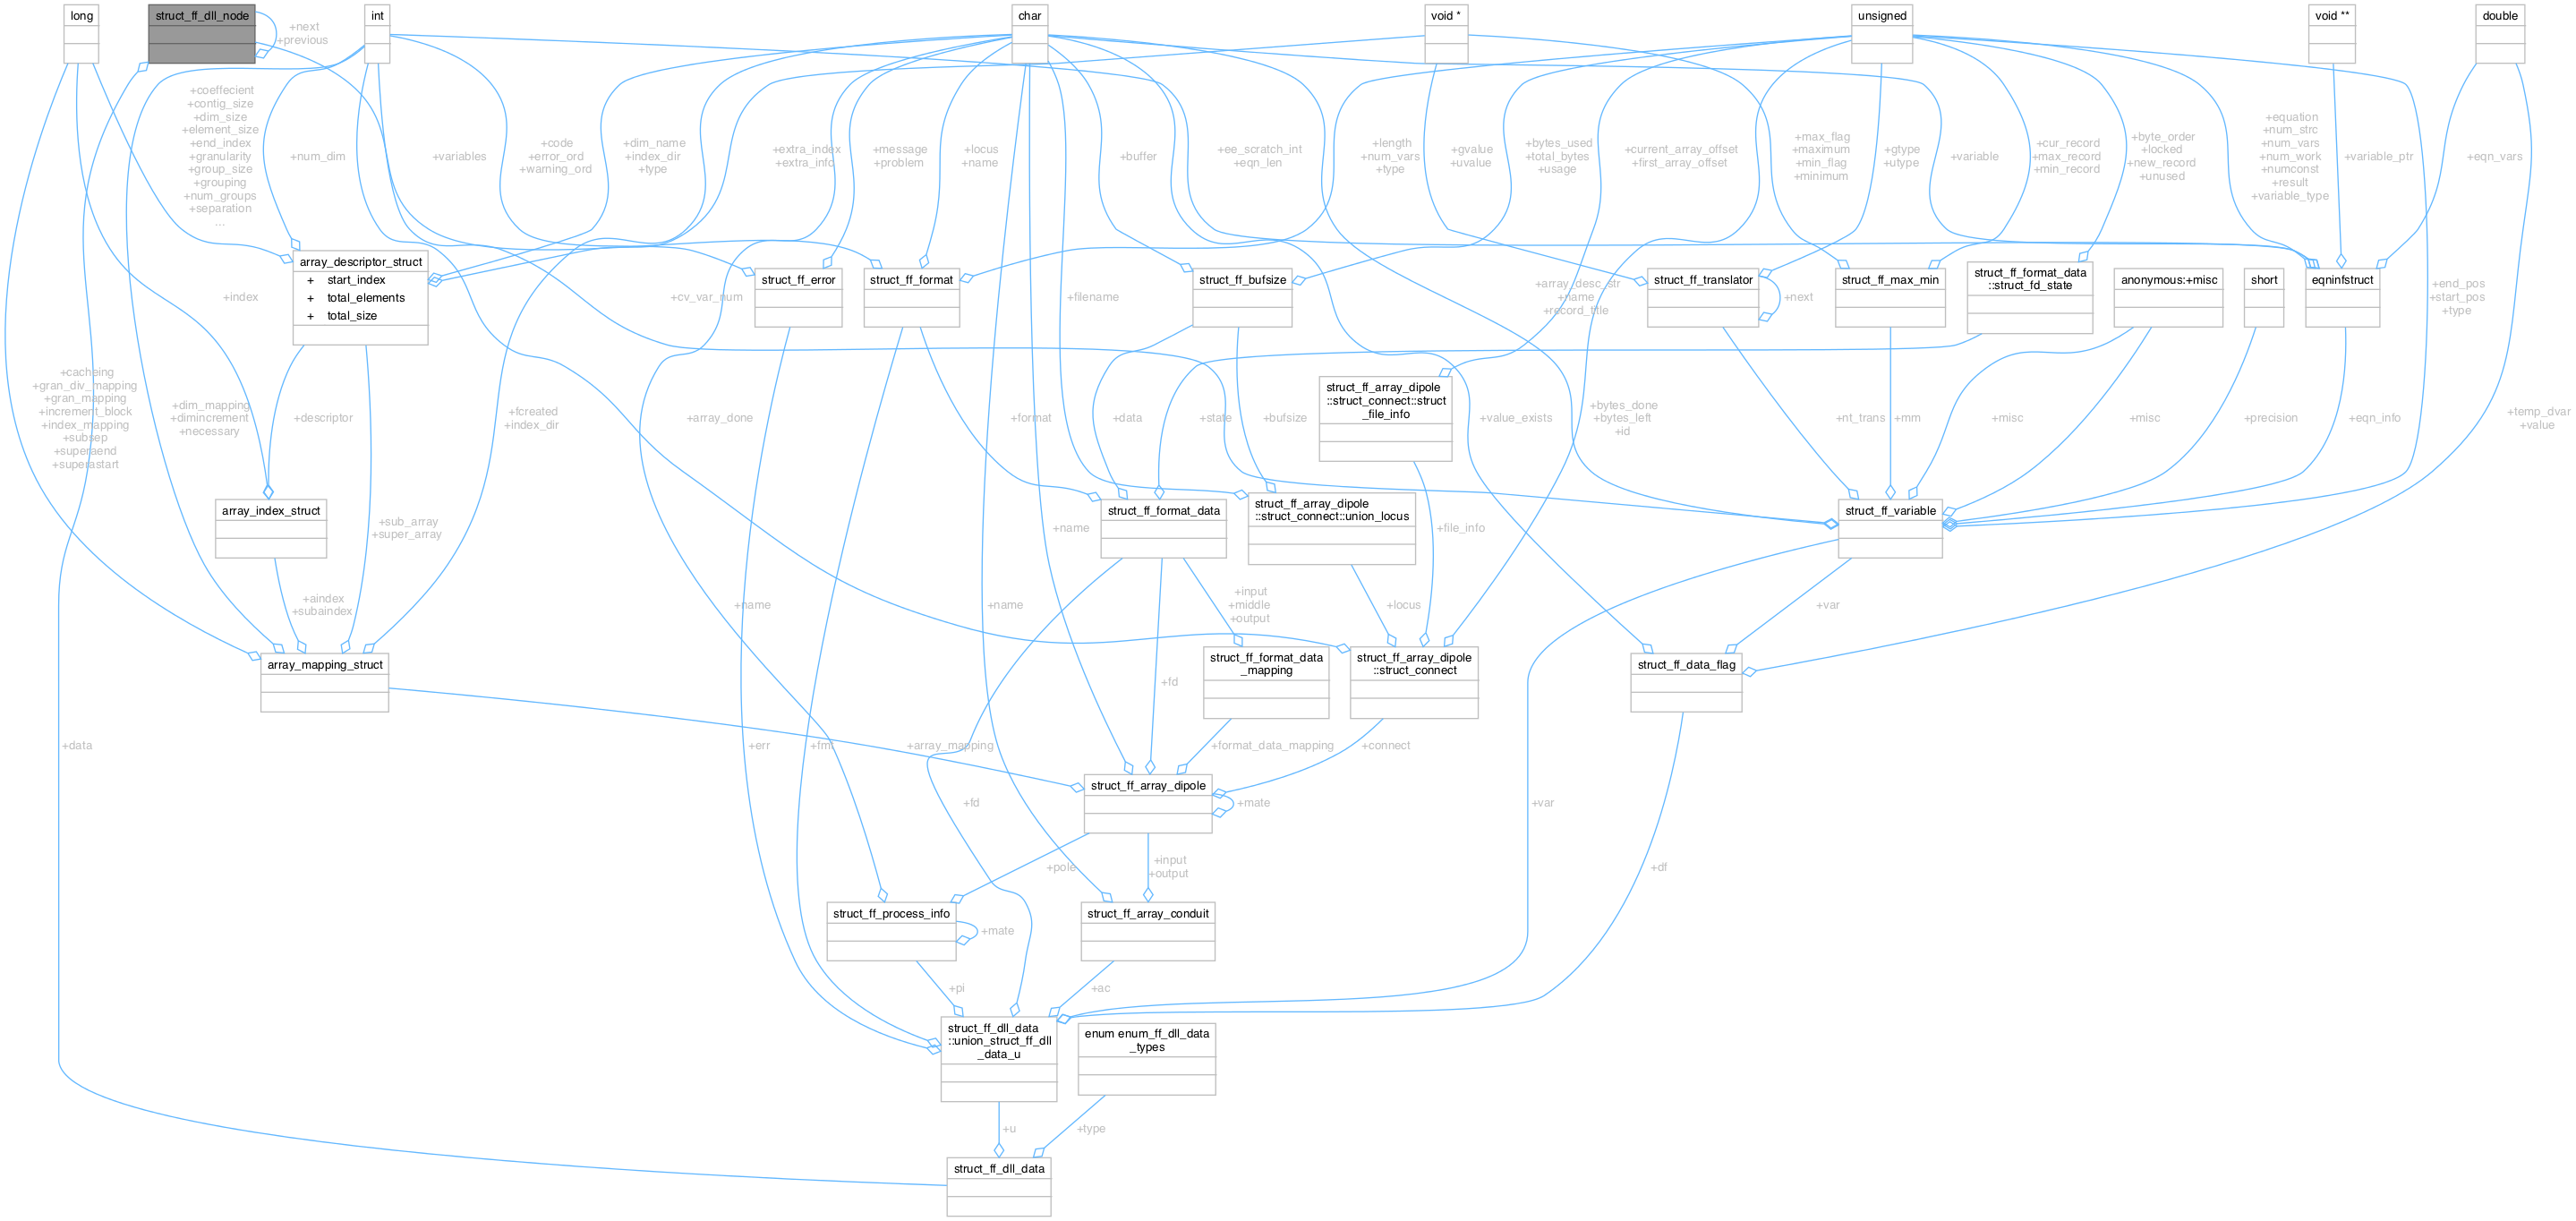 long
struct_ff_dll_node
int
char
void *
unsigned
void **
double
+next
+previous
+coeffecient
+contig_size
+dim_size
+element_size
+end_index
+granularity
+group_size
+grouping
+num_groups
+separation
...
+num_dim
+variables
+code
+error_ord
+warning_ord
+dim_name
+index_dir
+type
+extra_index
+extra_info
+message
+problem
+locus
+name
+buffer
+ee_scratch_int
+eqn_len
+length
+num_vars
+type
+gvalue
+uvalue
+bytes_used
+total_bytes
+usage
+current_array_offset
+first_array_offset
+max_flag
+maximum
+min_flag
+minimum
+gtype
+utype
+variable
+cur_record
+max_record
+min_record
+byte_order
+locked
+new_record
+unused
+equation
+num_strc
+num_vars
+num_work
+numconst
+result
+variable_type
+variable_ptr
+eqn_vars
array_descriptor_struct
+ start_index
+ total_elements
+ total_size
struct_ff_error
struct_ff_format
struct_ff_bufsize
struct_ff_translator
+next
struct_ff_max_min
struct_ff_format_data
::struct_fd_state
anonymous:+misc
short
eqninfstruct
+index
+cv_var_num
+filename
+array_desc_str
+name
+record_title
+end_pos
+start_pos
+type
+cacheing
+gran_div_mapping
+gran_mapping
+increment_block
+index_mapping
+subsep
+superaend
+superastart
+dim_mapping
+dimincrement
+necessary
+descriptor
+fcreated
+index_dir
+array_done
+format
+data
+state
+bufsize
struct_ff_array_dipole
::struct_connect::struct
_file_info
+value_exists
+bytes_done
+bytes_left
+id
+nt_trans
+mm
+misc
+misc
+precision
+eqn_info
+temp_dvar
+value
array_index_struct
+sub_array
+super_array
struct_ff_format_data
struct_ff_array_dipole
::struct_connect::union_locus
+name
+file_info
struct_ff_variable
+aindex
+subaindex
+name
+name
+input
+middle
+output
+locus
+var
array_mapping_struct
+fd
struct_ff_format_data
_mapping
struct_ff_array_dipole
::struct_connect
struct_ff_data_flag
+data
+err
+fmt
+array_mapping
+format_data_mapping
+connect
struct_ff_array_dipole
+mate
+fd
+var
+pole
+input
+output
+df
struct_ff_process_info
+mate
struct_ff_array_conduit
+pi
+ac
struct_ff_dll_data
::union_struct_ff_dll
_data_u
enum enum_ff_dll_data
_types
+u
+type
struct_ff_dll_data